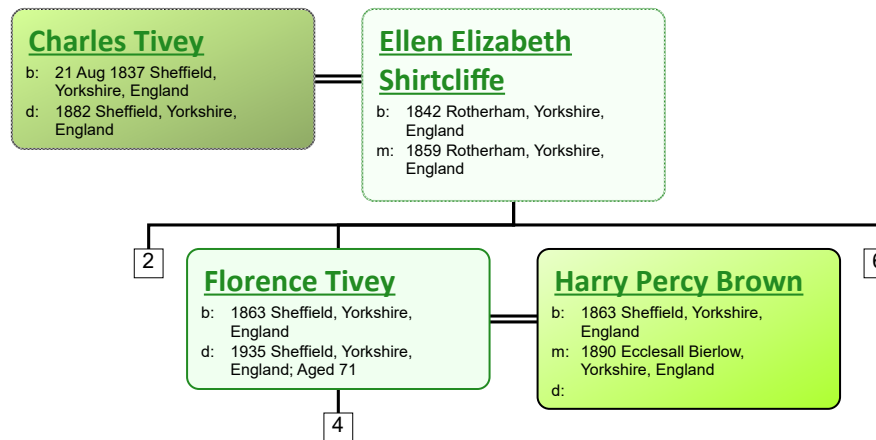 Charles Tivey
b: 21 Aug 1837 Sheffield,
Yorkshire, England
d: 1882 Sheffield, Yorkshire,
England
Ellen Elizabeth
Shirtcliffe
b: 1842 Rotherham, Yorkshire,
England
m: 1859 Rotherham, Yorkshire,
England
2
Florence Tivey
b: 1863 Sheffield, Yorkshire,
England
d: 1935 Sheffield, Yorkshire,
England; Aged 71
Harry Percy Brown
b: 1863 Sheffield, Yorkshire,
England
m: 1890 Ecclesall Bierlow,
Yorkshire, England
d:
4